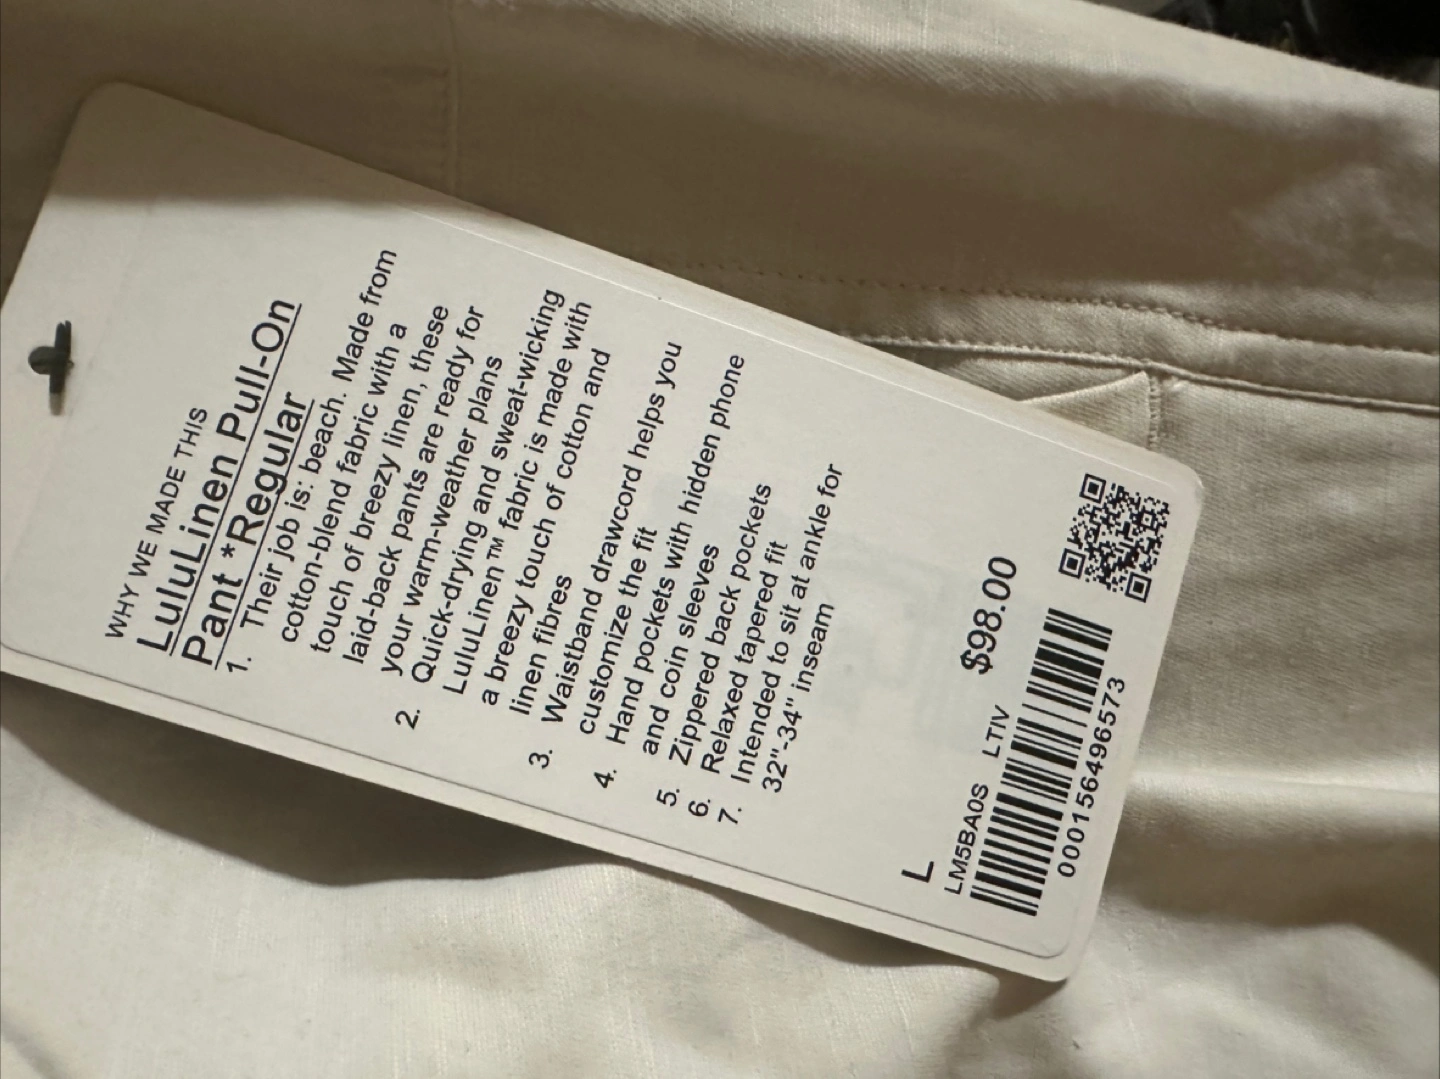 WHY WE MADE THIS
LuluLinen Pull-On
Pant *Regular
1. Their job is: beach. Made from
cotton-blend fabric with a
touch of breezy linen, these
laid-back pants are ready for
your warm-weather plans
2. Quick-drying and sweat-wicking
LuluLinen™ fabric is made with
a breezy touch of cotton and
linen fibres
3. Waistband drawcord helps you
customize the fit
4. Hand pockets with hidden phone
and coin sleeves
5. Zippered back pockets
6. Relaxed tapered fit
7. Intended to sit at ankle for
32"-34" inseam
L $98.00
LM5BA0S LTIV
000156496573